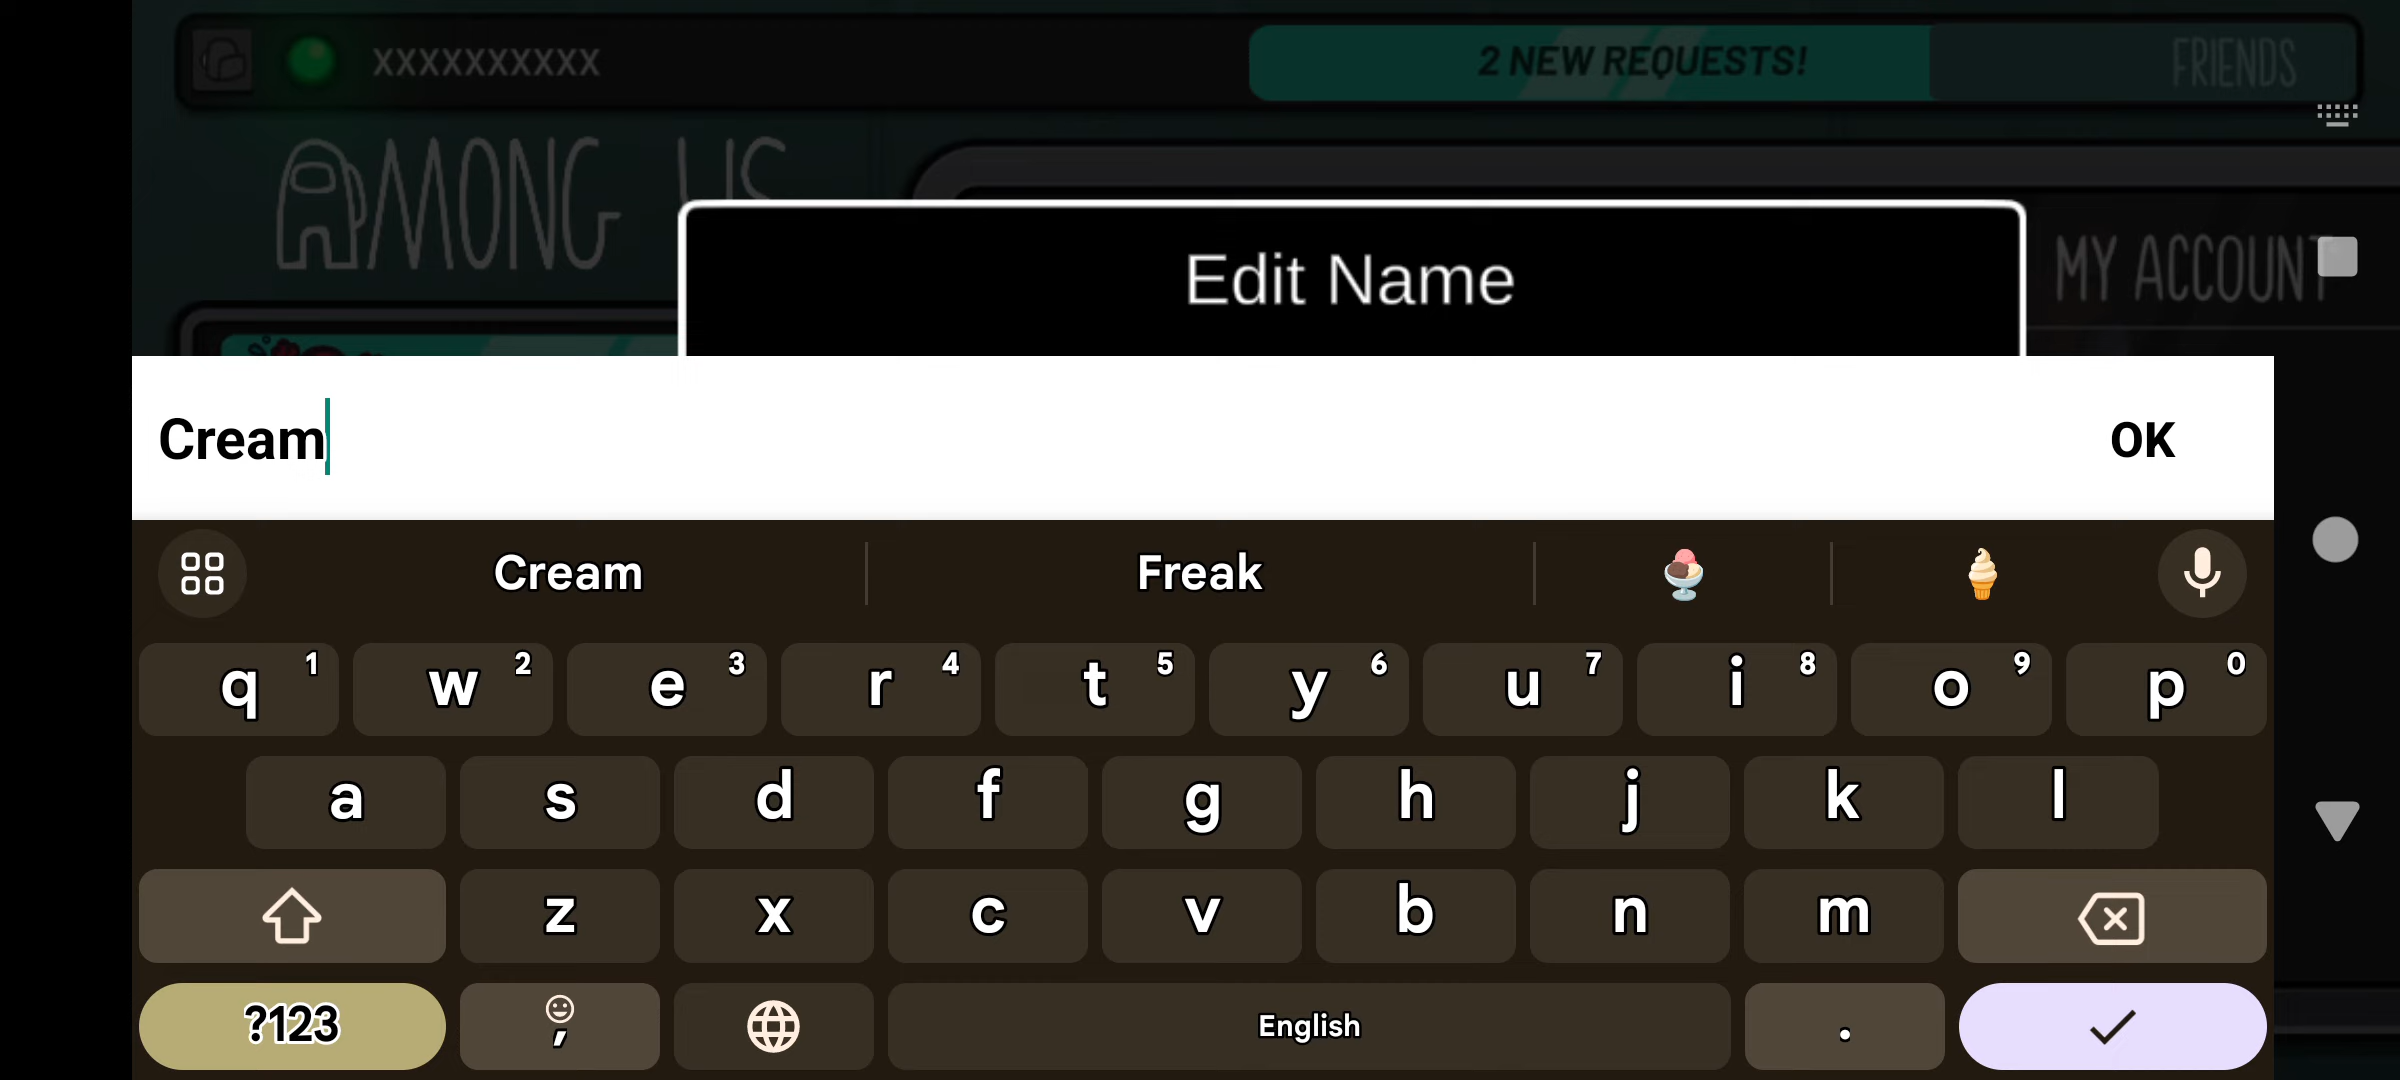 XXXXXXXXXX
2 NEW REQUESTS!
FRIENDS
AMONG US
Edit Name
MY ACCOUNT
Cream
OK
Cream Freak
q 1 w 2 e 3 r 4 t 5 y 6 u 7 i 8 o 9 p 0
a s d f g h j k l
z x c v b n m
?123 , English .